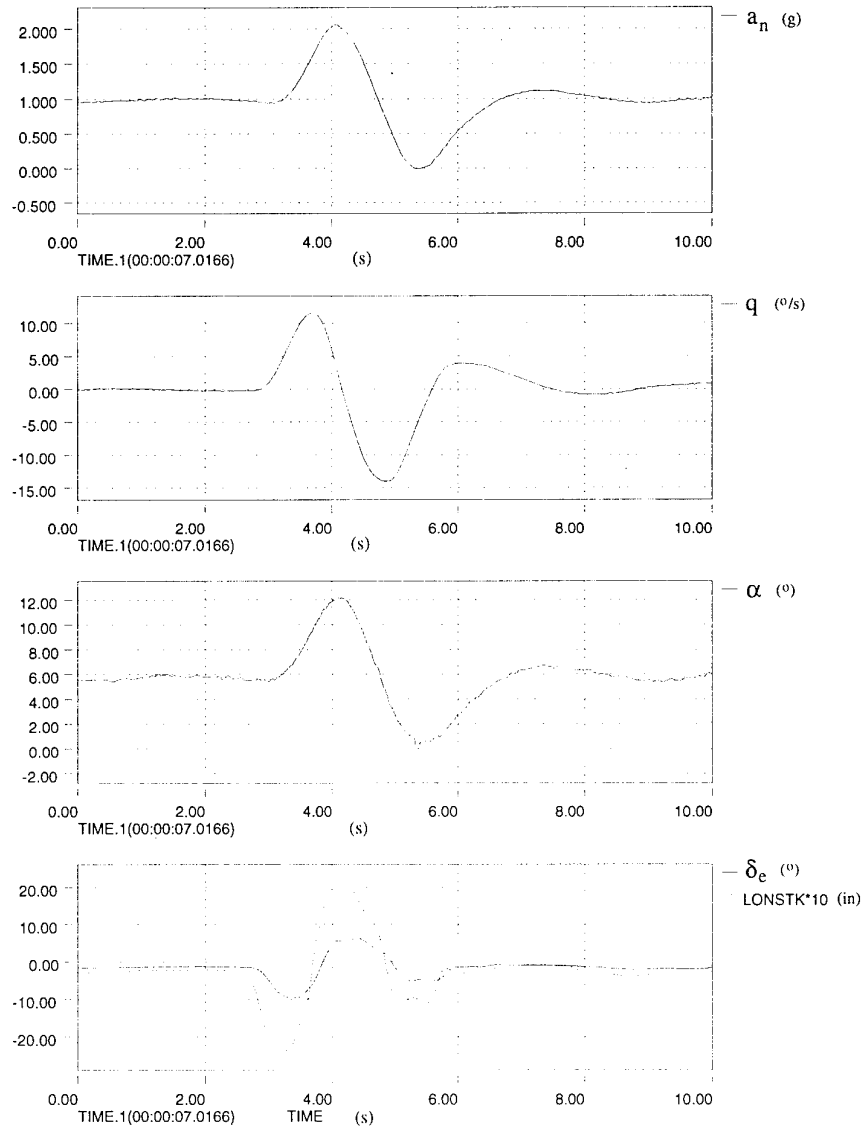 2.000
1.500
1.000
0.500
0.000
-0.500
— aₙ (g)
0.00 2.00 4.00 6.00 8.00 10.00
TIME.1(00:00:07.0166) (s)
10.00
5.00
0.00
-5.00
-10.00
-15.00
— q (º/s)
0.00 2.00 4.00 6.00 8.00 10.00
TIME.1(00:00:07.0166) (s)
12.00
10.00
8.00
6.00
4.00
2.00
0.00
-2.00
— α (º)
0.00 2.00 4.00 6.00 8.00 10.00
TIME.1(00:00:07.0166) (s)
20.00
10.00
0.00
-10.00
-20.00
— δₑ (º)
LONSTK*10 (in)
0.00 2.00 4.00 6.00 8.00 10.00
TIME.1(00:00:07.0166) TIME (s)